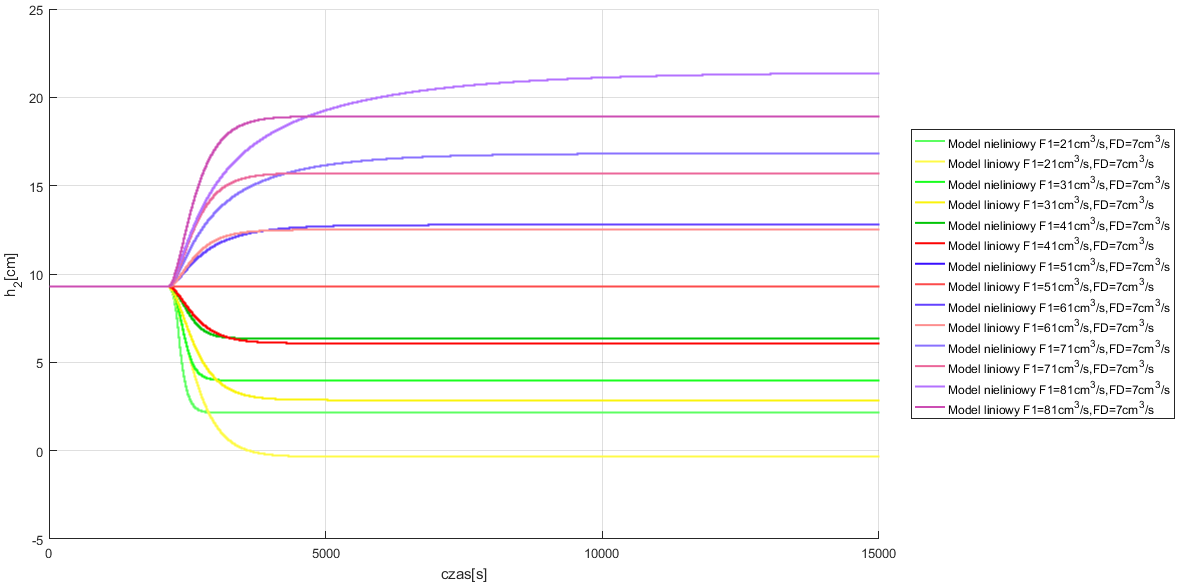 25
20
15
10
5
0
-5
0
5000
10000
15000
h2[cm]
czas[s]
Model nieliniowy F1=21cm3/s,FD=7cm3/s
Model liniowy F1=21cm3/s,FD=7cm3/s
Model nieliniowy F1=31cm3/s,FD=7cm3/s
Model liniowy F1=31cm3/s,FD=7cm3/s
Model nieliniowy F1=41cm3/s,FD=7cm3/s
Model liniowy F1=41cm3/s,FD=7cm3/s
Model nieliniowy F1=51cm3/s,FD=7cm3/s
Model liniowy F1=51cm3/s,FD=7cm3/s
Model nieliniowy F1=61cm3/s,FD=7cm3/s
Model liniowy F1=61cm3/s,FD=7cm3/s
Model nieliniowy F1=71cm3/s,FD=7cm3/s
Model liniowy F1=71cm3/s,FD=7cm3/s
Model nieliniowy F1=81cm3/s,FD=7cm3/s
Model liniowy F1=81cm3/s,FD=7cm3/s